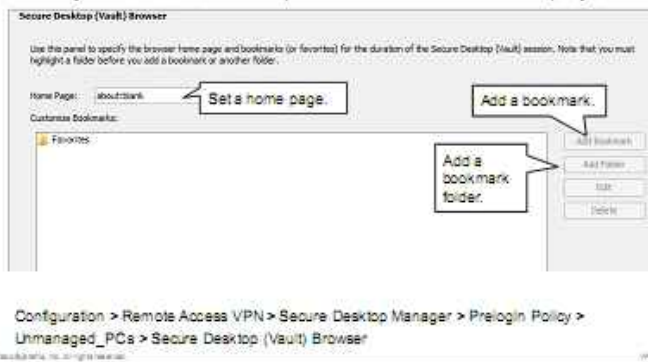 Secure Desktop (Vault) Browser
Use this panel to specify the browser home page and bookmarks (or favorites) for the duration of the Secure Desktop (Vault) session. Note that you must
highlight a folder before you add a bookmark or another folder.
Home Page: about:blank
Set a home page.
Add a bookmark.
Customize Bookmarks:
Favorites
Add Bookmark
Add a
bookmark
folder.
Add Folder
Edit
Delete
Configuration > Remote Access VPN > Secure Desktop Manager > Prelogin Policy >
Unmanaged_PCs > Secure Desktop (Vault) Browser